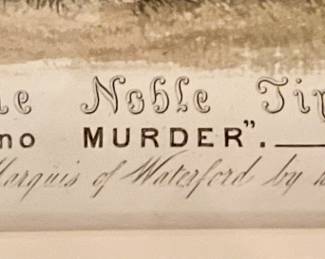 Noble
no MURDER".
Marquis of Waterford by